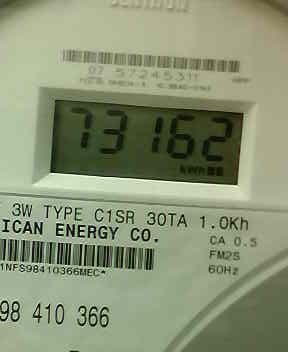 07 57245311
73162
kWh
3W TYPE C1SR 30TA 1.0Kh
ICAN ENERGY CO.
CA 0.5
FM2S
60Hz
1NFS98410366MEC*
98 410 366